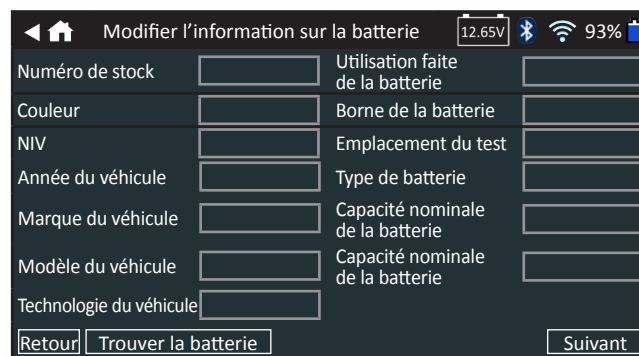 Modifier l'information sur la batterie 12.65V 93%
Numéro de stock
Utilisation faite
de la batterie
Couleur
Borne de la batterie
NIV
Emplacement du test
Année du véhicule
Type de batterie
Marque du véhicule
Capacité nominale
de la batterie
Modèle du véhicule
Capacité nominale
de la batterie
Technologie du véhicule
Retour Trouver la batterie Suivant